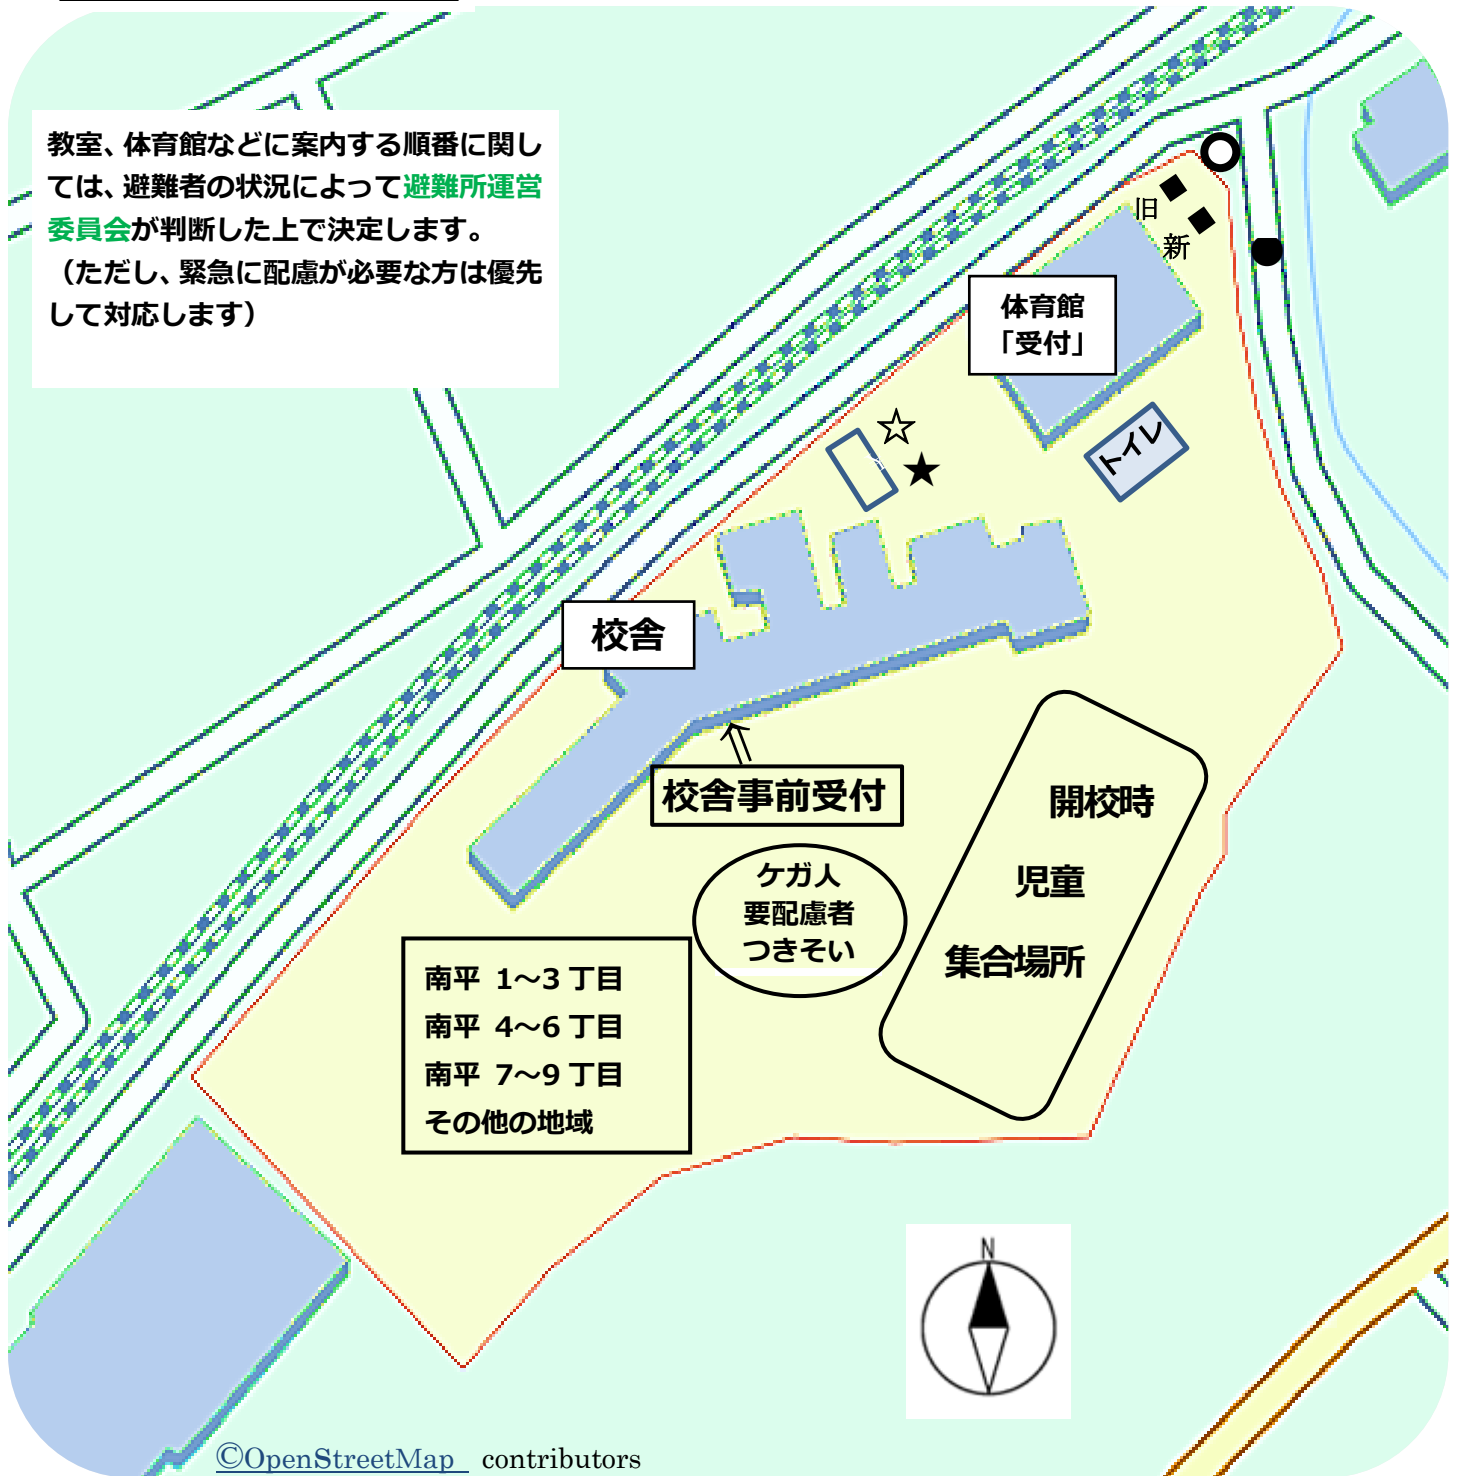 教室、体育館などに案内する順番に関し
ては、避難者の状況によって避難所運営
委員会が判断した上で決定します。
（ただし、緊急に配慮が必要な方は優先
して対応します）
旧
新
体育館
「受付」
トイレ
校舎
校舎事前受付
開校時
児童
集合場所
ケガ人
要配慮者
つきそい
南平 1～3 丁目
南平 4～6 丁目
南平 7～9 丁目
その他の地域
N
©OpenStreetMap contributors